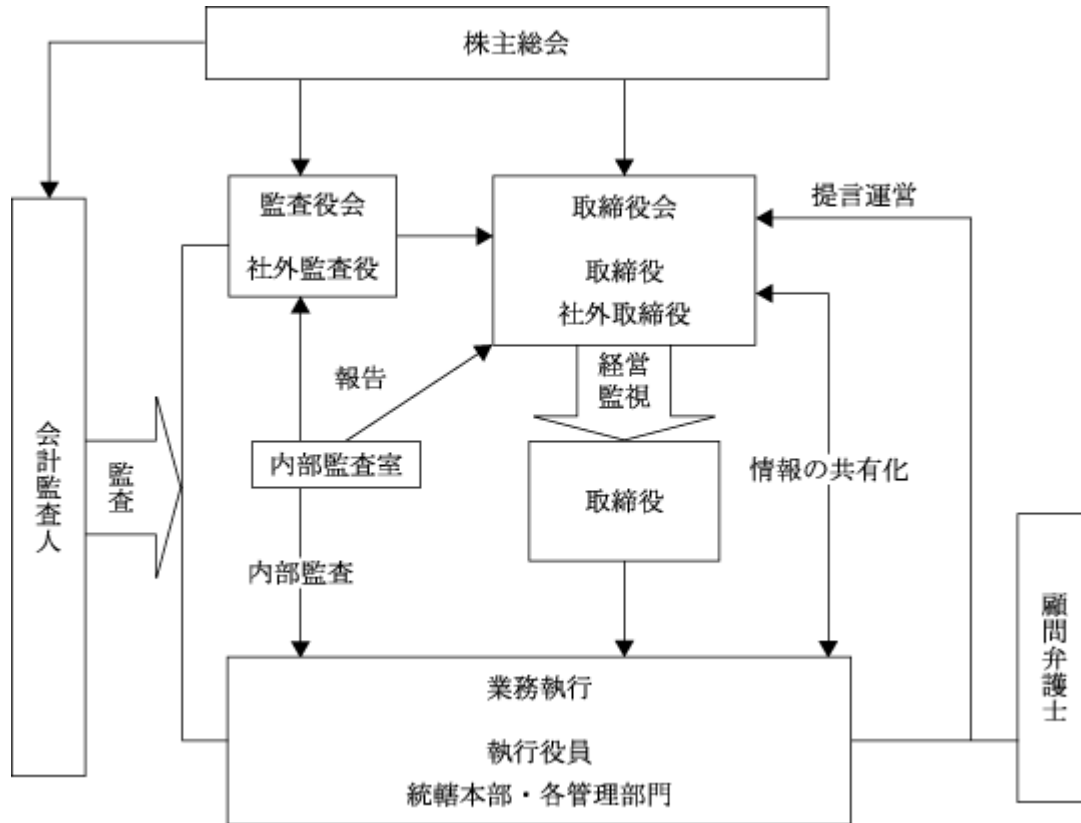 株主総会
監査役会
社外監査役
取締役会
取締役
社外取締役
提言運営
報告
経営
監視
内部監査室
取締役
情報の共有化
会計監査人
監査
内部監査
顧問弁護士
業務執行
執行役員
統轄本部・各管理部門